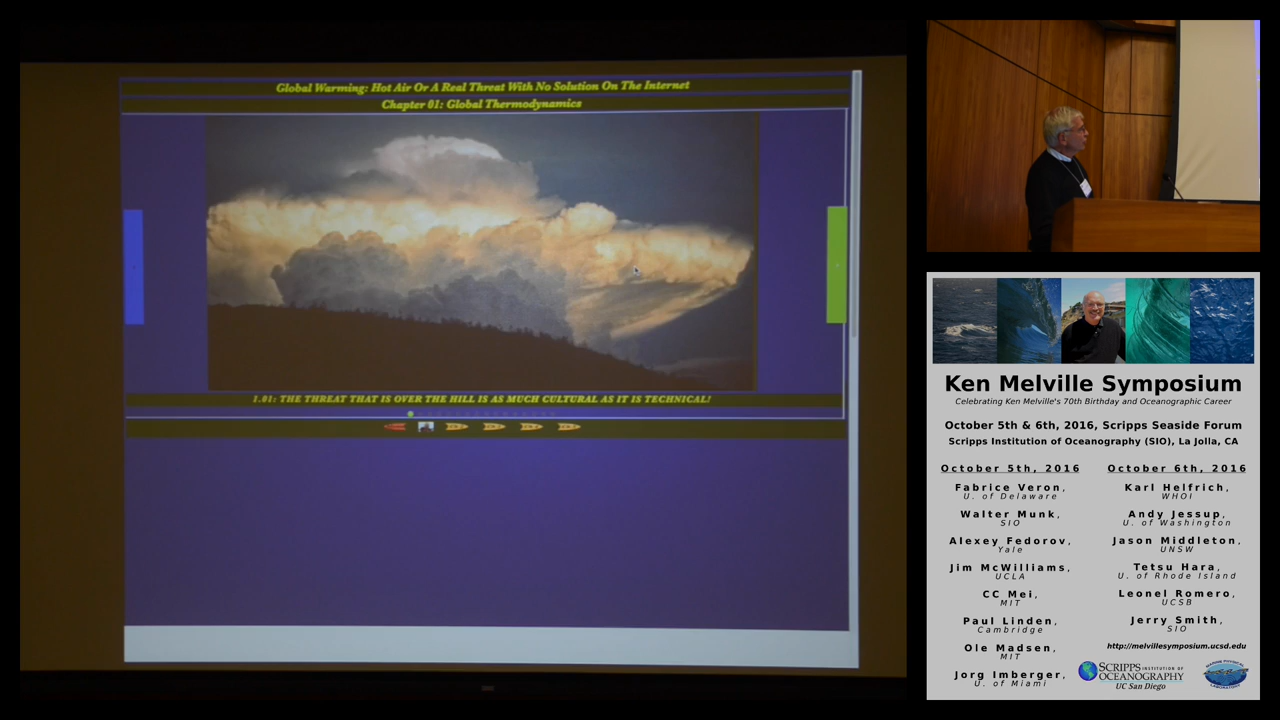 Global Warming: Hot Air Or A Real Threat With No Solution On The Internet
Chapter 01: Global Thermodynamics
1.01: THE THREAT THAT IS OVER THE HILL IS AS MUCH CULTURAL AS IT IS TECHNICAL!
Ken Melville Symposium
Celebrating Ken Melville's 70th Birthday and Oceanographic Career
October 5th & 6th, 2016, Scripps Seaside Forum
Scripps Institution of Oceanography (SIO), La Jolla, CA
October 5th, 2016
Fabrice Veron,
U. of Delaware
Walter Munk,
SIO
Alexey Fedorov,
Yale
Jim McWilliams,
UCLA
CC Mei,
MIT
Paul Linden,
Cambridge
Ole Madsen,
MIT
Jorg Imberger,
U. of Miami
October 6th, 2016
Karl Helfrich,
WHOI
Andy Jessup,
U. of Washington
Jason Middleton,
UNSW
Tetsu Hara,
U. of Rhode Island
Leonel Romero,
UCSB
Jerry Smith,
SIO
http://melvillesymposium.ucsd.edu
SCRIPPS INSTITUTION OF
OCEANOGRAPHY
UC San Diego
MARINE PHYSICAL
LABORATORY